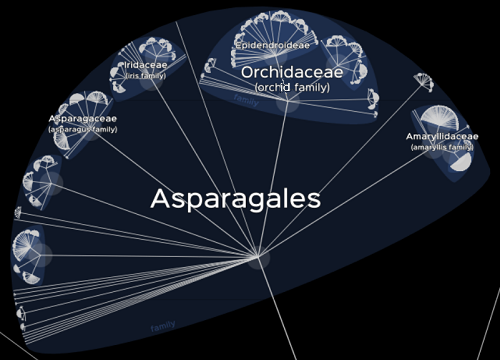 Epidendroideae
Iridaceae
(iris family)
Orchidaceae
(orchid family)
family
Asparagaceae
(asparagus family)
Amaryllidaceae
(amaryllis family)
Asparagales
family